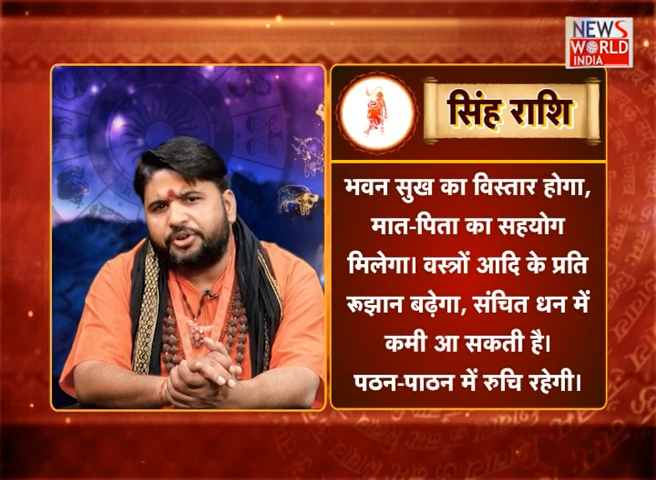 NEWS
WORLD
INDIA
सिंह राशि
भवन सुख का विस्तार होगा,
मात-पिता का सहयोग
मिलेगा। वस्त्रों आदि के प्रति
रूझान बढ़ेगा, संचित धन में
कमी आ सकती है।
पठन-पाठन में रुचि रहेगी।